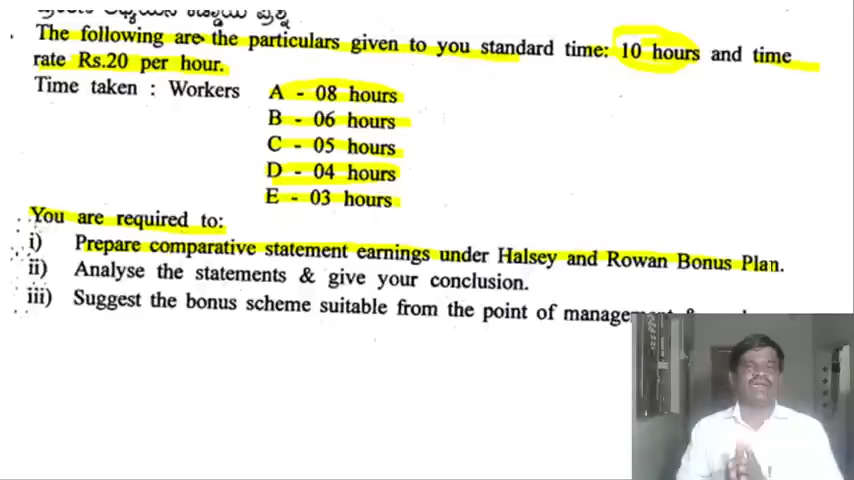 The following are the particulars given to you standard time: 10 hours and time
rate Rs.20 per hour.
Time taken : Workers A - 08 hours
B - 06 hours
C - 05 hours
D - 04 hours
E - 03 hours
You are required to:
i) Prepare comparative statement earnings under Halsey and Rowan Bonus Plan.
ii) Analyse the statements & give your conclusion.
iii) Suggest the bonus scheme suitable from the point of